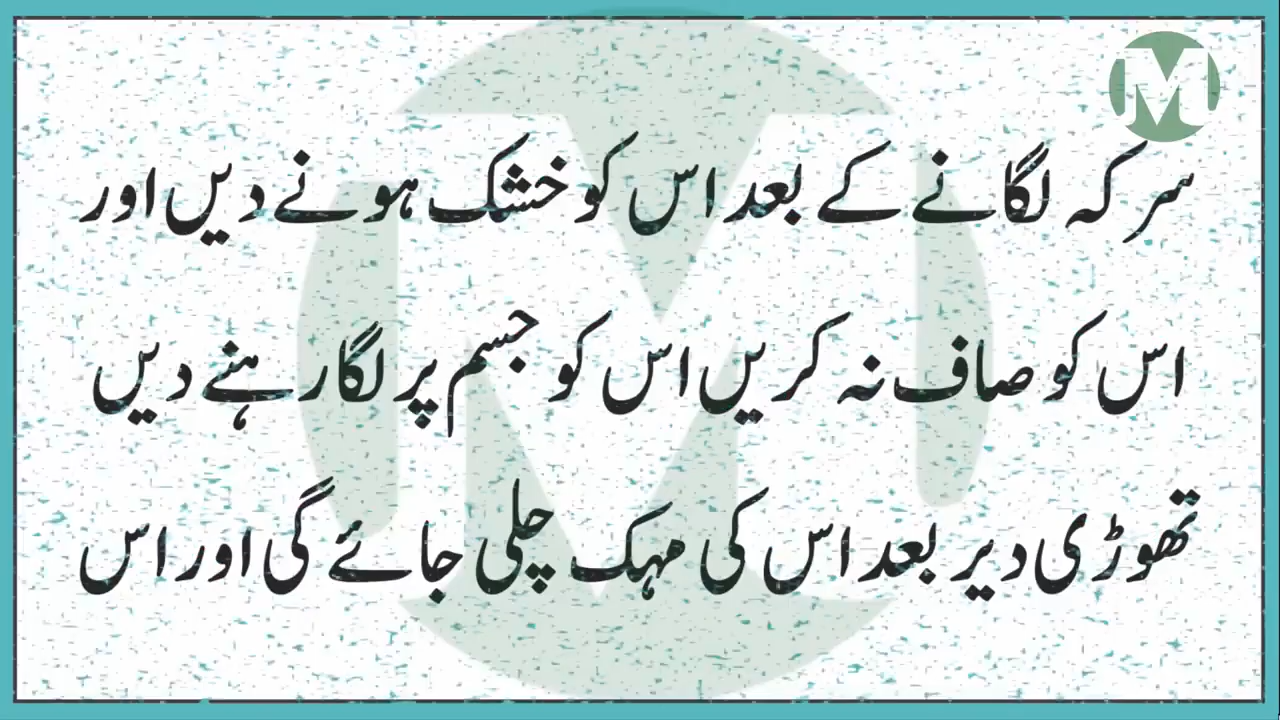 M
سرکہ لگانے کے بعد اس کو خشک ہونے دیں اور
اس کو صاف نہ کریں اس کو جسم پر لگا رہنے دیں
تھوڑی دیر بعد اس کی مہک چلی جائے گی اور اس